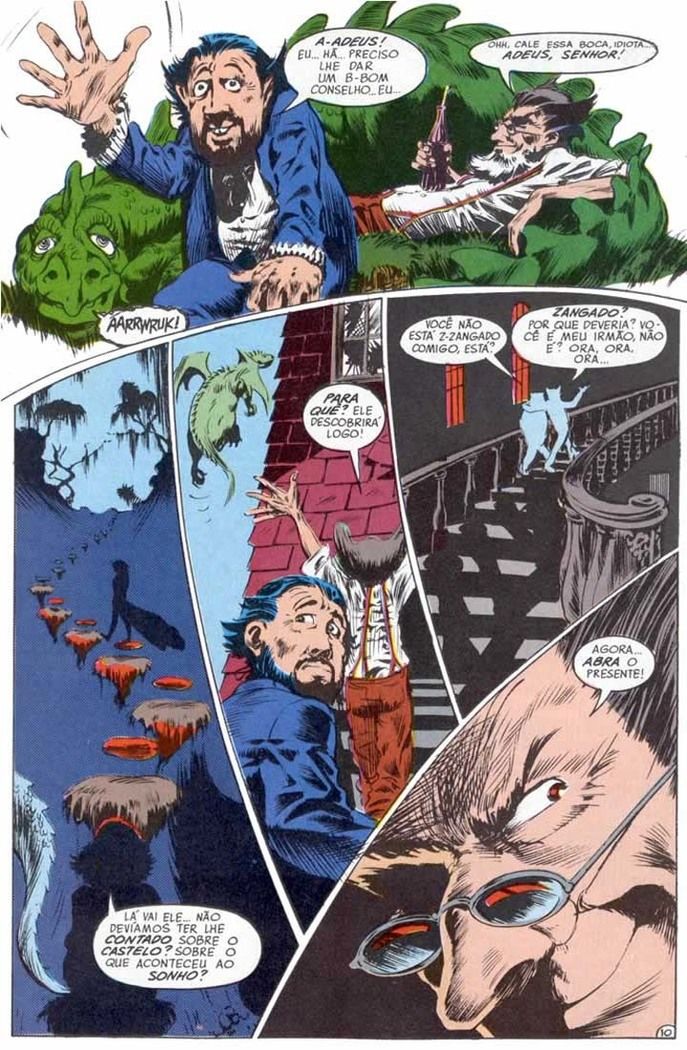 A-ADEUS!
EU... HÃ... PRECISO
LHE DAR
UM B-BOM
CONSELHO...EU...
OHH, CALE ESSA BOCA, IDIOTA...
ADEUS, SENHOR!
AARRWRUK!
LÁ VAI ELE... NÃO
DEVÍAMOS TER LHE
CONTADO SOBRE O
CASTELO? SOBRE O
QUE ACONTECEU AO
SONHO?
PARA
QUÊ? ELE
DESCOBRIRÁ
LOGO!
VOCÊ NÃO
ESTÁ Z-ZANGADO
COMIGO, ESTÁ?
ZANGADO?
POR QUE DEVERIA? VO-
CÊ É MEU IRMÃO, NÃO
É? ORA, ORA,
ORA...
AGORA...
ABRA O
PRESENTE!
10